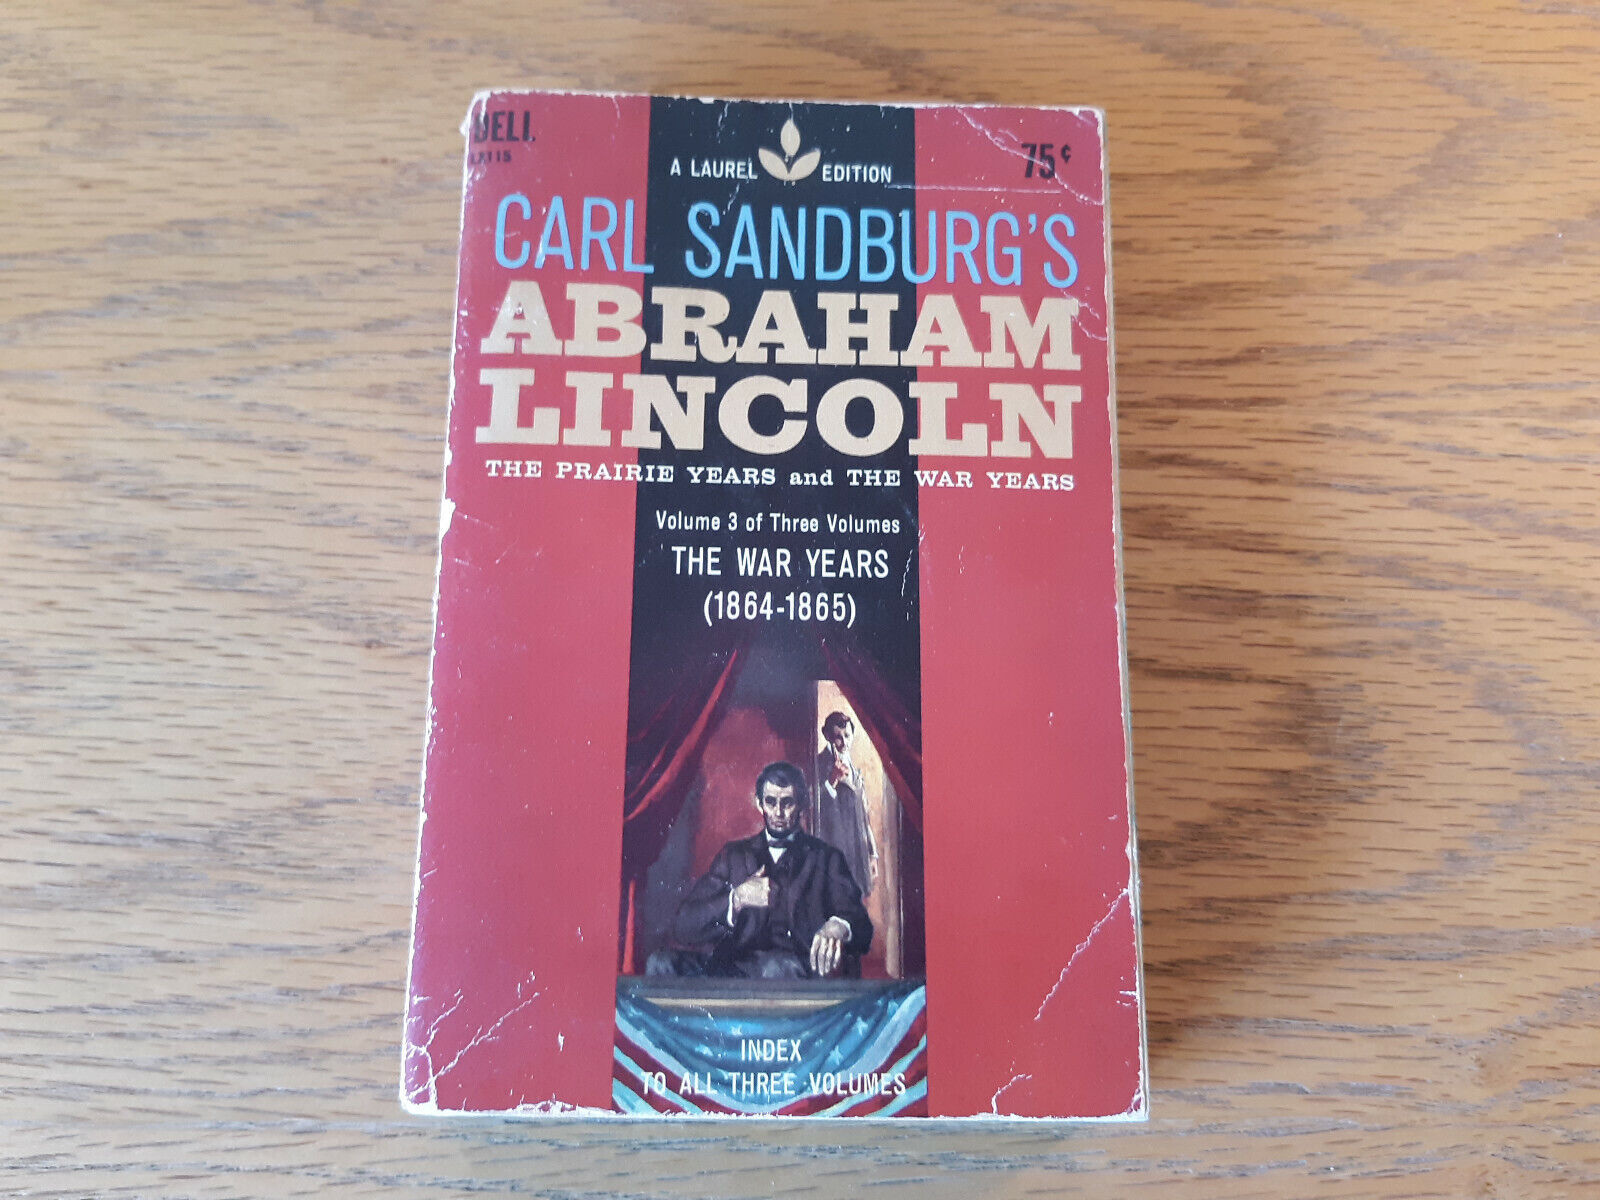 DELL
75¢
A LAUREL EDITION
CARL SANDBURG'S
ABRAHAM
LINCOLN
THE PRAIRIE YEARS and THE WAR YEARS
Volume 3 of Three Volumes
THE WAR YEARS
(1864-1865)
INDEX
TO ALL THREE VOLUMES